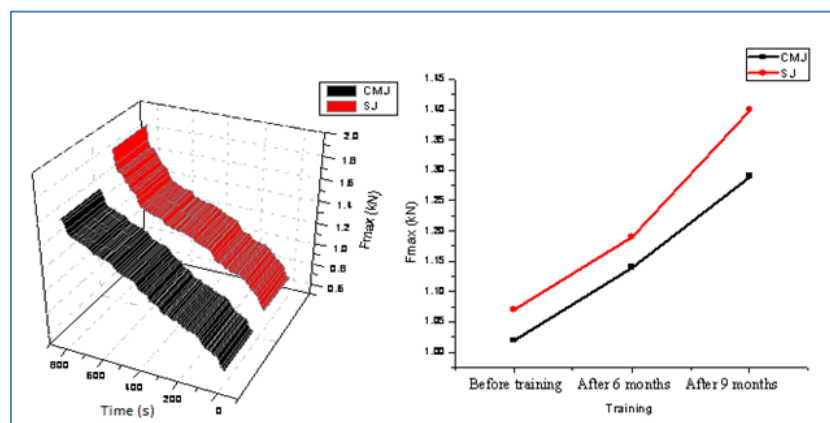 CMJ
SJ
2.0
1.8
1.6
1.4
1.2
1.0
0.8
0.6
Fmax (kN)
800
600
400
200
0
Time (s)
CMJ
SJ
1.45
1.40
1.35
1.30
1.25
1.20
1.15
1.10
1.05
1.00
Fmax (kN)
Before training After 6 months After 9 months
Training